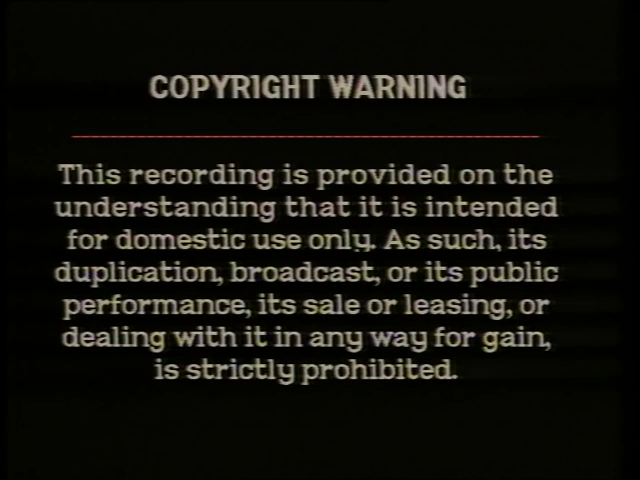 COPYRIGHT WARNING
This recording is provided on the
understanding that it is intended
for domestic use only. As such, its
duplication, broadcast, or its public
performance, its sale or leasing, or
dealing with it in any way for gain,
is strictly prohibited.